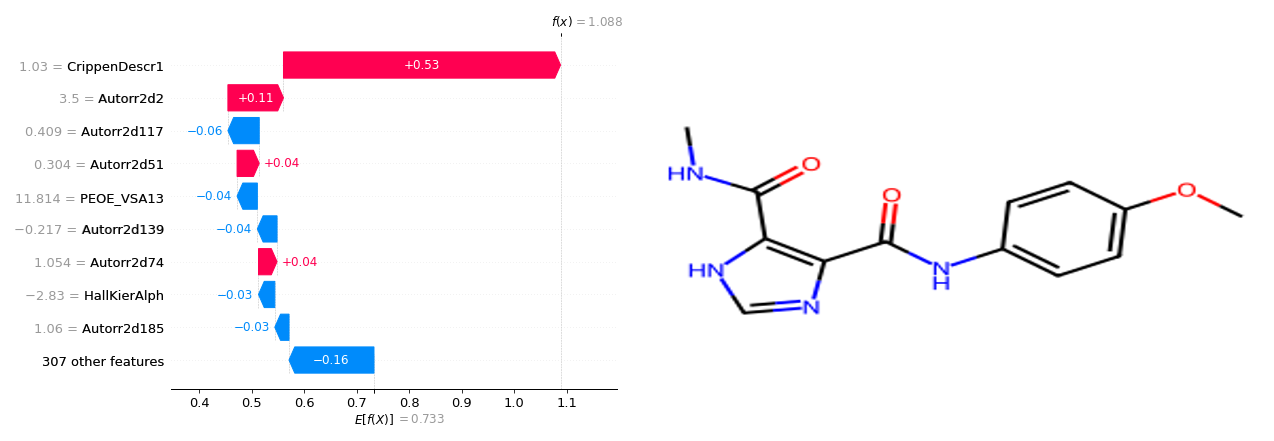 f(x) = 1.088
1.03 = CrippenDescr1 +0.53
3.5 = Autorr2d2 +0.11
0.409 = Autorr2d117 −0.06
0.304 = Autorr2d51 +0.04
11.814 = PEOE_VSA13 −0.04
−0.217 = Autorr2d139 −0.04
1.054 = Autorr2d74 +0.04
−2.83 = HallKierAlph −0.03
1.06 = Autorr2d185 −0.03
307 other features −0.16
0.4 0.5 0.6 0.7 0.8 0.9 1.0 1.1
E[f(X)] = 0.733
HN
O
O
O
HN
N
H
N